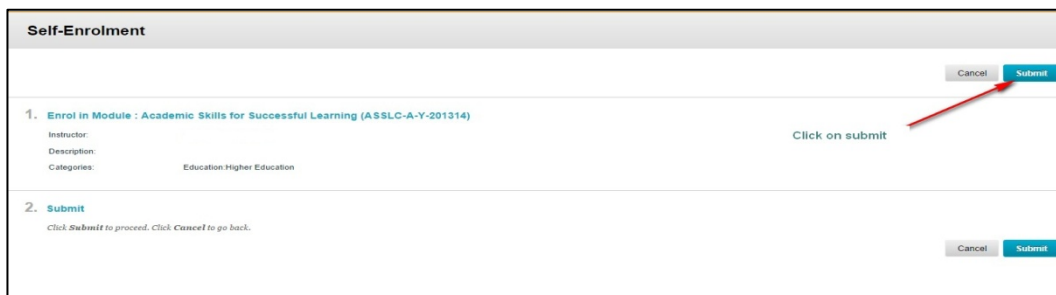 Self-Enrolment
Cancel Submit
1. Enrol in Module : Academic Skills for Successful Learning (ASSLC-A-Y-201314)
Instructor:
Click on submit
Description:
Categories: Education:Higher Education
2. Submit
Click Submit to proceed. Click Cancel to go back.
Cancel Submit